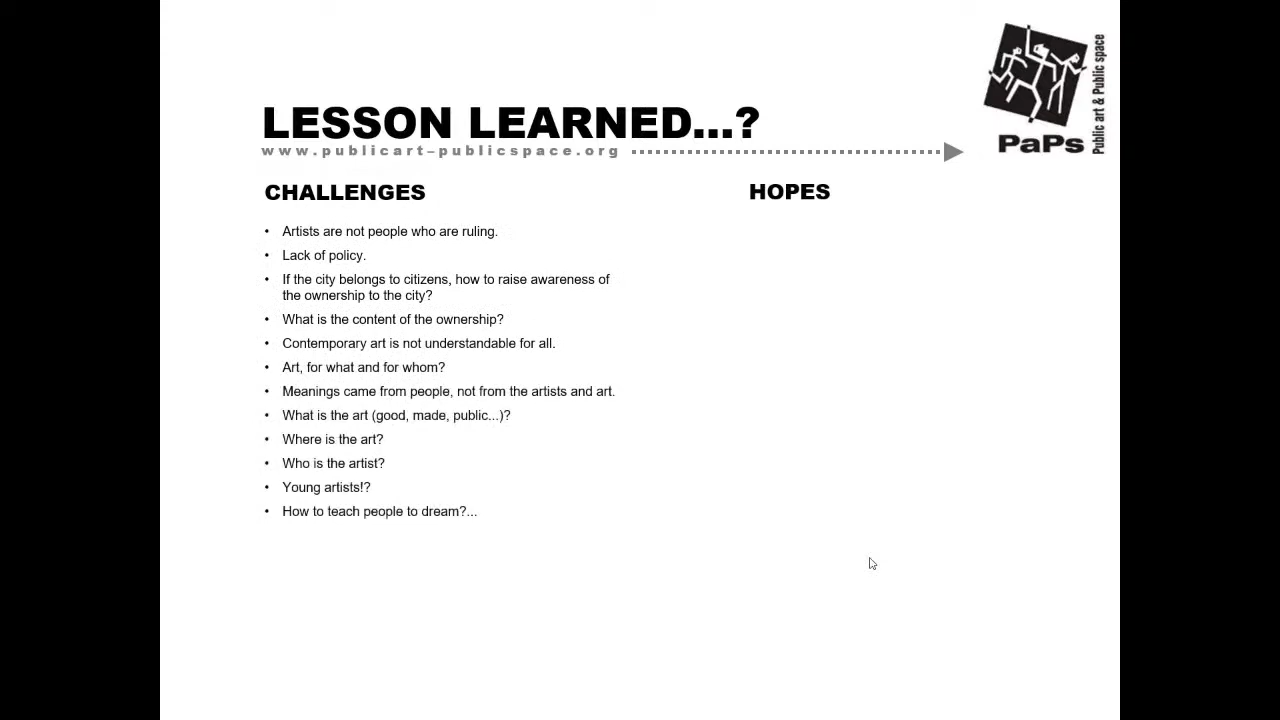 LESSON LEARNED...?
www.publicart-publicspace.org
PaPs
Public art & Public space
CHALLENGES
• Artists are not people who are ruling.
• Lack of policy.
• If the city belongs to citizens, how to raise awareness of
the ownership to the city?
• What is the content of the ownership?
• Contemporary art is not understandable for all.
• Art, for what and for whom?
• Meanings came from people, not from the artists and art.
• What is the art (good, made, public...)?
• Where is the art?
• Who is the artist?
• Young artists!?
• How to teach people to dream?...
HOPES